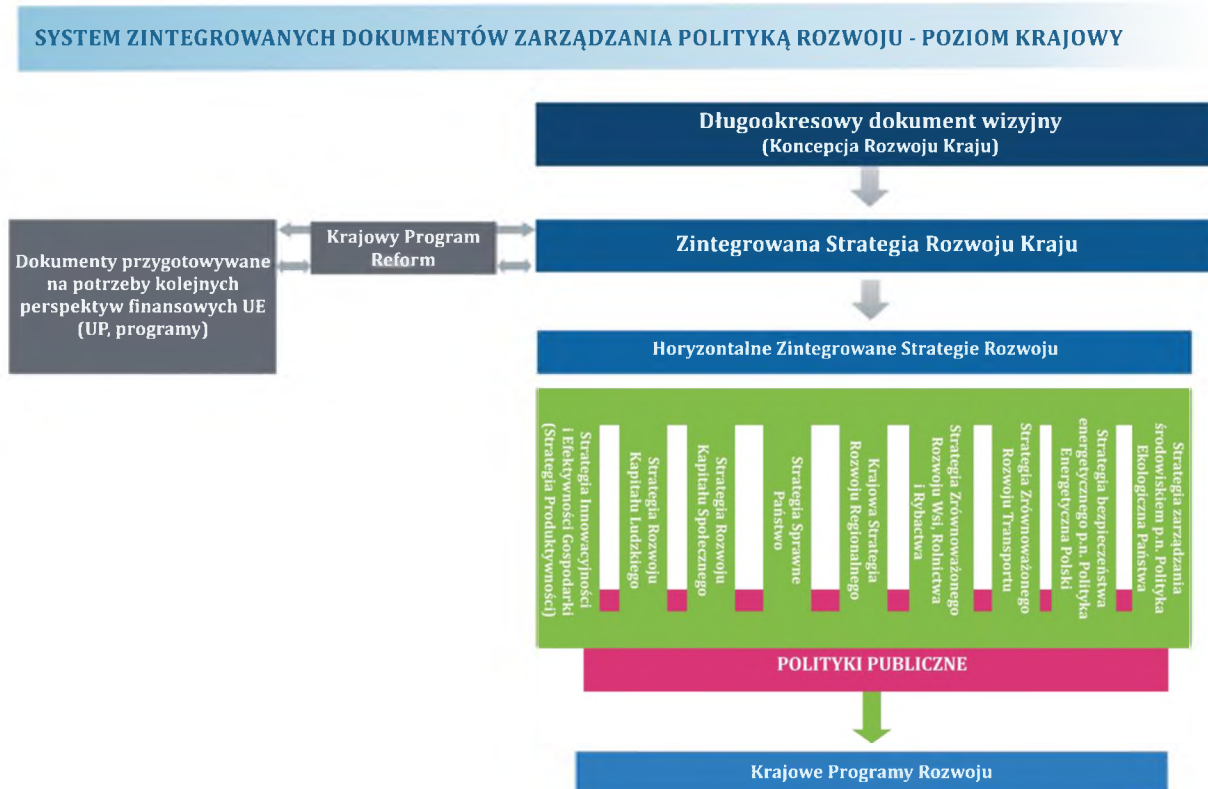 SYSTEM ZINTEGROWANYCH DOKUMENTÓW ZARZĄDZANIA POLITYKĄ ROZWOJU - POZIOM KRAJOWY
Długookresowy dokument wizyjny
(Koncepcja Rozwoju Kraju)
Dokumenty przygotowywane
na potrzeby kolejnych
perspektyw finansowych UE
(UP, programy)
Krajowy Program
Reform
Zintegrowana Strategia Rozwoju Kraju
Horyzontalne Zintegrowane Strategie Rozwoju
Strategia Innowacyjności
i Efektywności Gospodarki
(Strategia Produktywności)
Strategia Rozwoju
Kapitału Ludzkiego
Strategia Rozwoju
Kapitału Społecznego
Strategia Sprawne
Państwo
Krajowa Strategia
Rozwoju Regionalnego
Strategia Zrównoważonego
Rozwoju Wsi, Rolnictwa
i Rybactwa
Strategia Zrównoważonego
Rozwoju Transportu
Strategia bezpieczeństwa
energetycznego p.n. Polityka
Energetyczna Polski
Strategia zarządzania
środowiskiem p.n. Polityka
Ekologiczna Państwa
POLITYKI PUBLICZNE
Krajowe Programy Rozwoju